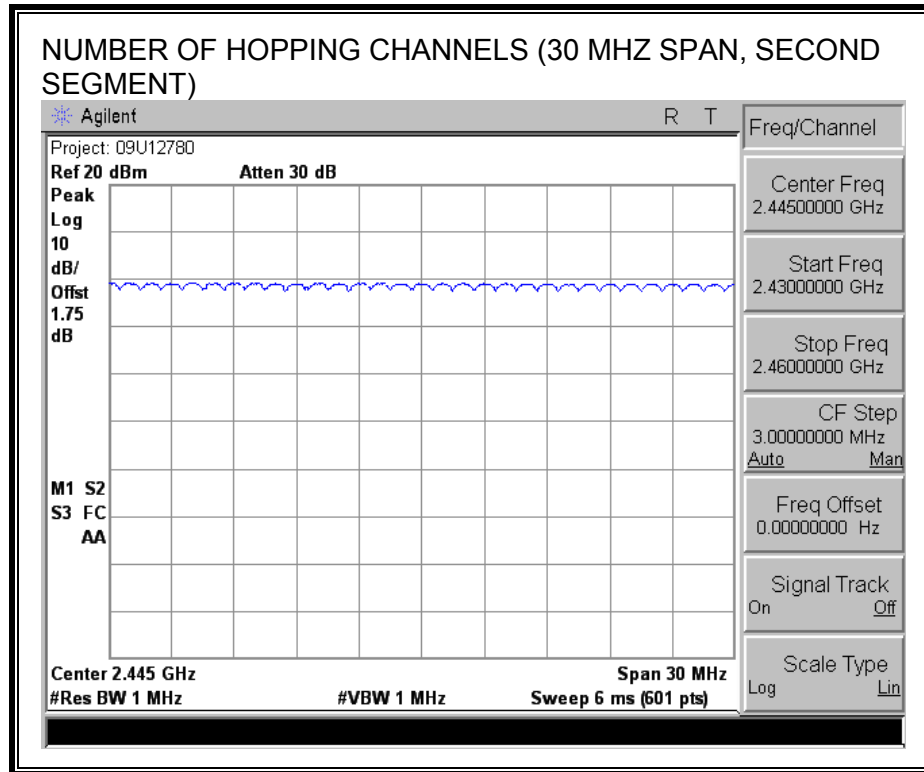 NUMBER OF HOPPING CHANNELS (30 MHZ SPAN, SECOND
SEGMENT)
Agilent
R T
Project: 09U12780
Ref 20 dBm Atten 30 dB
Peak
Log
10
dB/
Offst
1.75
dB
M1 S2
S3 FC
AA
Center 2.445 GHz Span 30 MHz
#Res BW 1 MHz #VBW 1 MHz Sweep 6 ms (601 pts)
Freq/Channel
Center Freq
2.44500000 GHz
Start Freq
2.43000000 GHz
Stop Freq
2.46000000 GHz
CF Step
3.00000000 MHz
Auto Man
Freq Offset
0.00000000 Hz
Signal Track
On Off
Scale Type
Log Lin